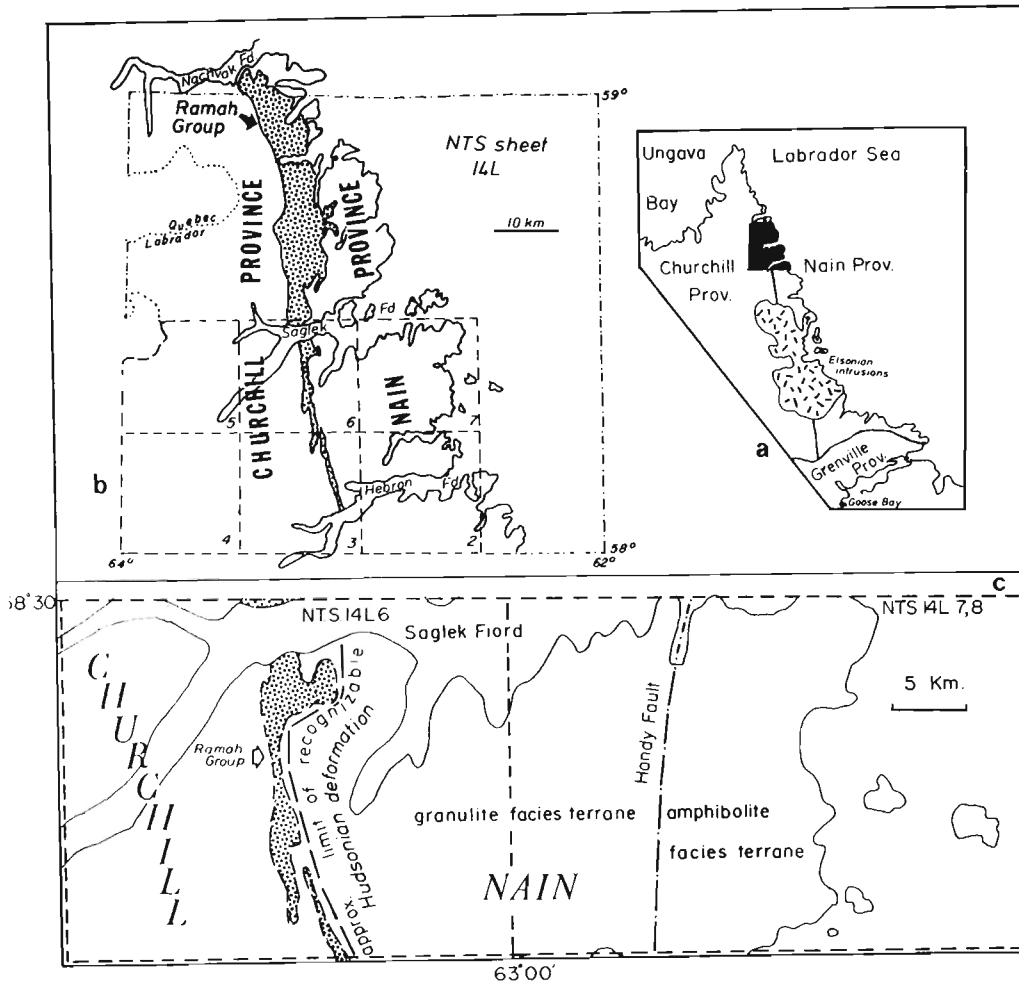 Nachvak Fd
Ramah
Group
59°
NTS sheet
14L
10 km
Quebec
Labrador
PROVINCE
PROVINCE
Saglek Fd
CHURCHILL
NAIN
5
6
7
b
Hebron Fd
4
3
2
64°
62°
58°
Ungava
Bay
Labrador Sea
Churchill
Prov.
Nain Prov.
Elsonian
intrusions
a
Grenville
Prov.
Goose Bay
c
58°30'
NTS 14L6
NTS 14L 7,8
Saglek Fiord
5 Km.
CHURCHILL
Ramah
Group
approx. limit of recognizable
Hudsonian deformation
Handy Fault
granulite facies terrane
amphibolite
facies terrane
NAIN
63°00'